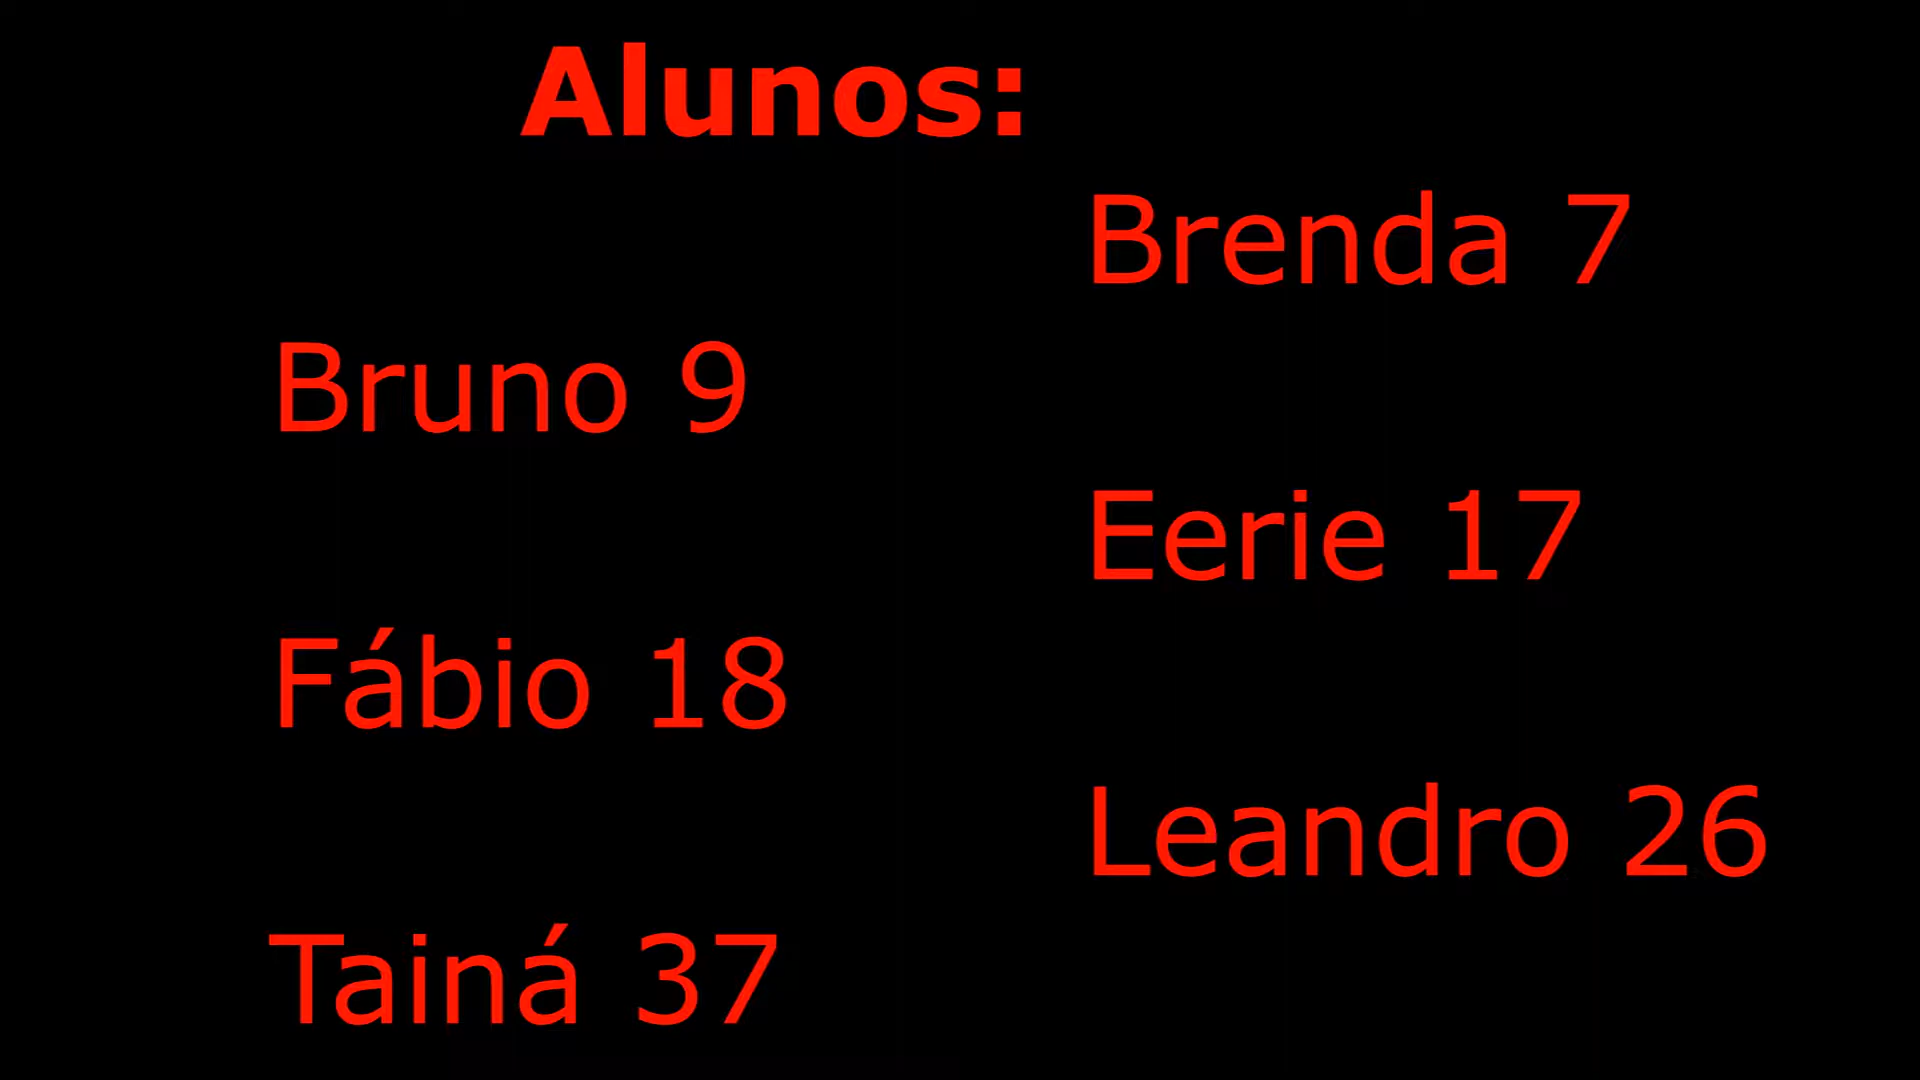 Alunos:
Brenda 7
Bruno 9
Eerie 17
Fábio 18
Leandro 26
Tainá 37